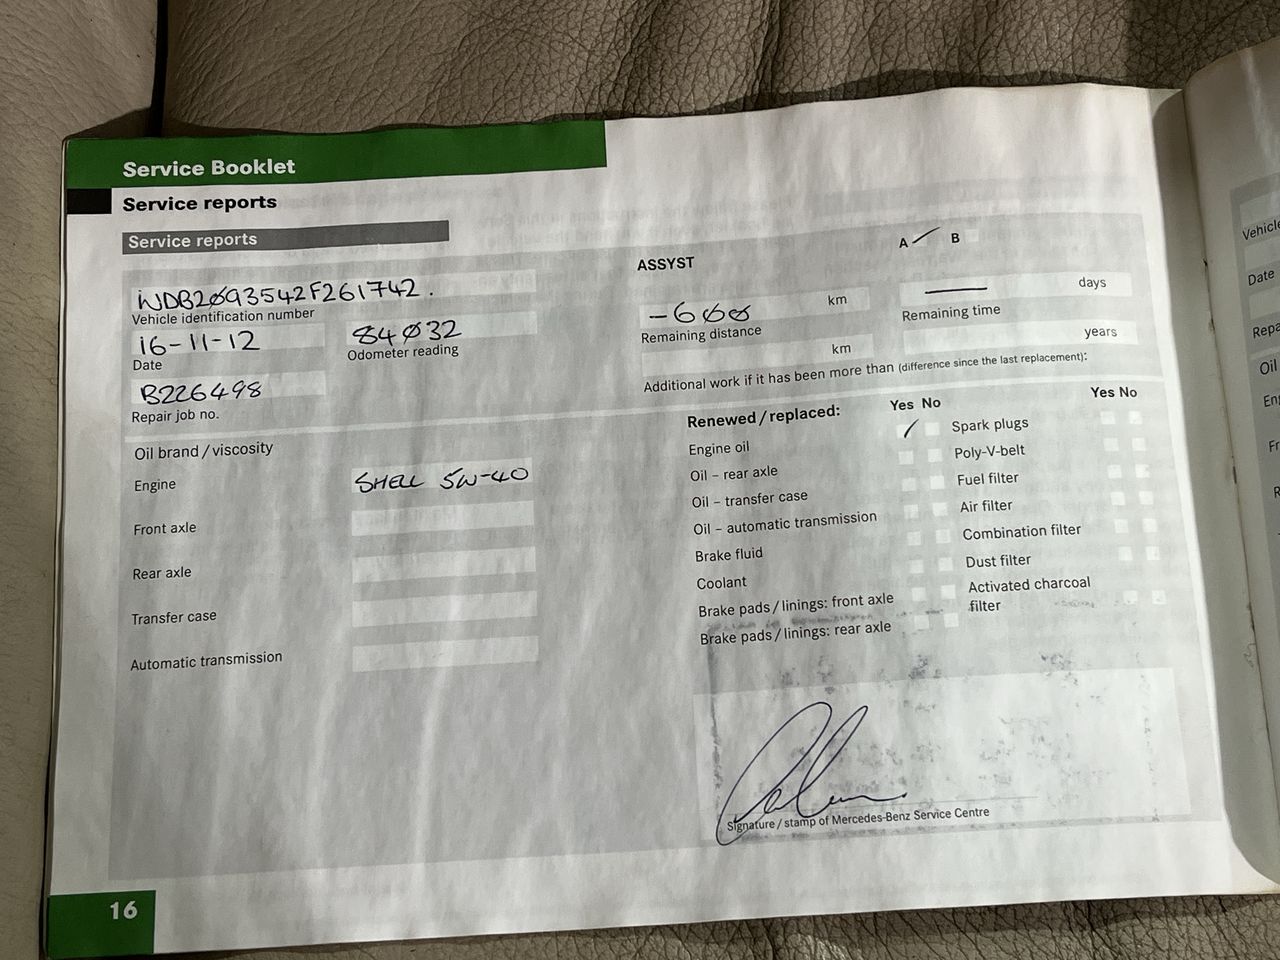 Service Booklet
Service reports
Service reports
WDB2093542F261742.
Vehicle identification number
16-11-12
Date
84032
Odometer reading
B226498
Repair job no.
ASSYST
A B
-600 km
Remaining distance
days
Remaining time
km
years
Additional work if it has been more than (difference since the last replacement):
Oil brand / viscosity
Engine
SHELL 5W-40
Front axle
Rear axle
Transfer case
Automatic transmission
Renewed / replaced:
Yes No
Engine oil
Oil – rear axle
Oil – transfer case
Oil – automatic transmission
Brake fluid
Coolant
Brake pads / linings: front axle
Brake pads / linings: rear axle
Yes No
Spark plugs
Poly-V-belt
Fuel filter
Air filter
Combination filter
Dust filter
Activated charcoal
filter
Signature / stamp of Mercedes-Benz Service Centre
16
Vehicle
Date
Repa
Oil